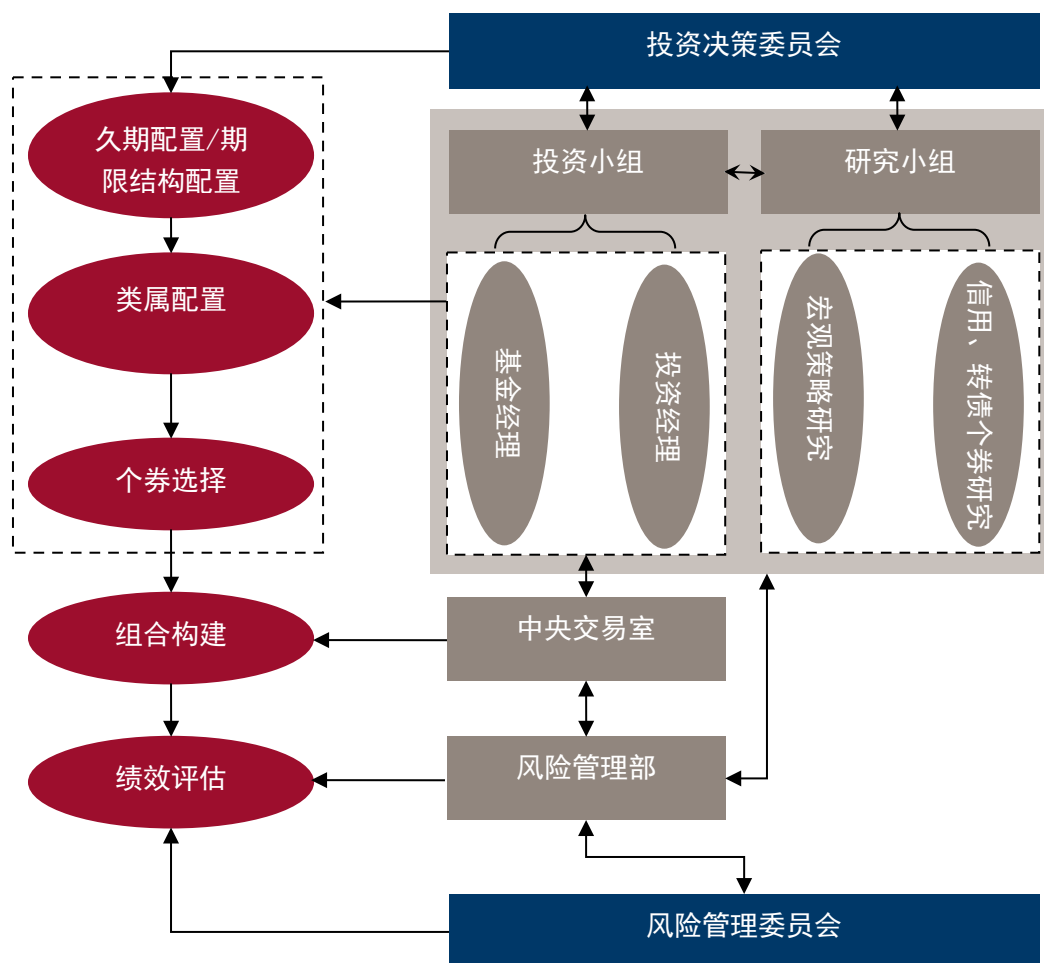 投资决策委员会
久期配置/期
限结构配置
投资小组
研究小组
类属配置
基金经理
投资经理
宏观策略研究
信用、转债个券研究
个券选择
组合构建
中央交易室
绩效评估
风险管理部
风险管理委员会